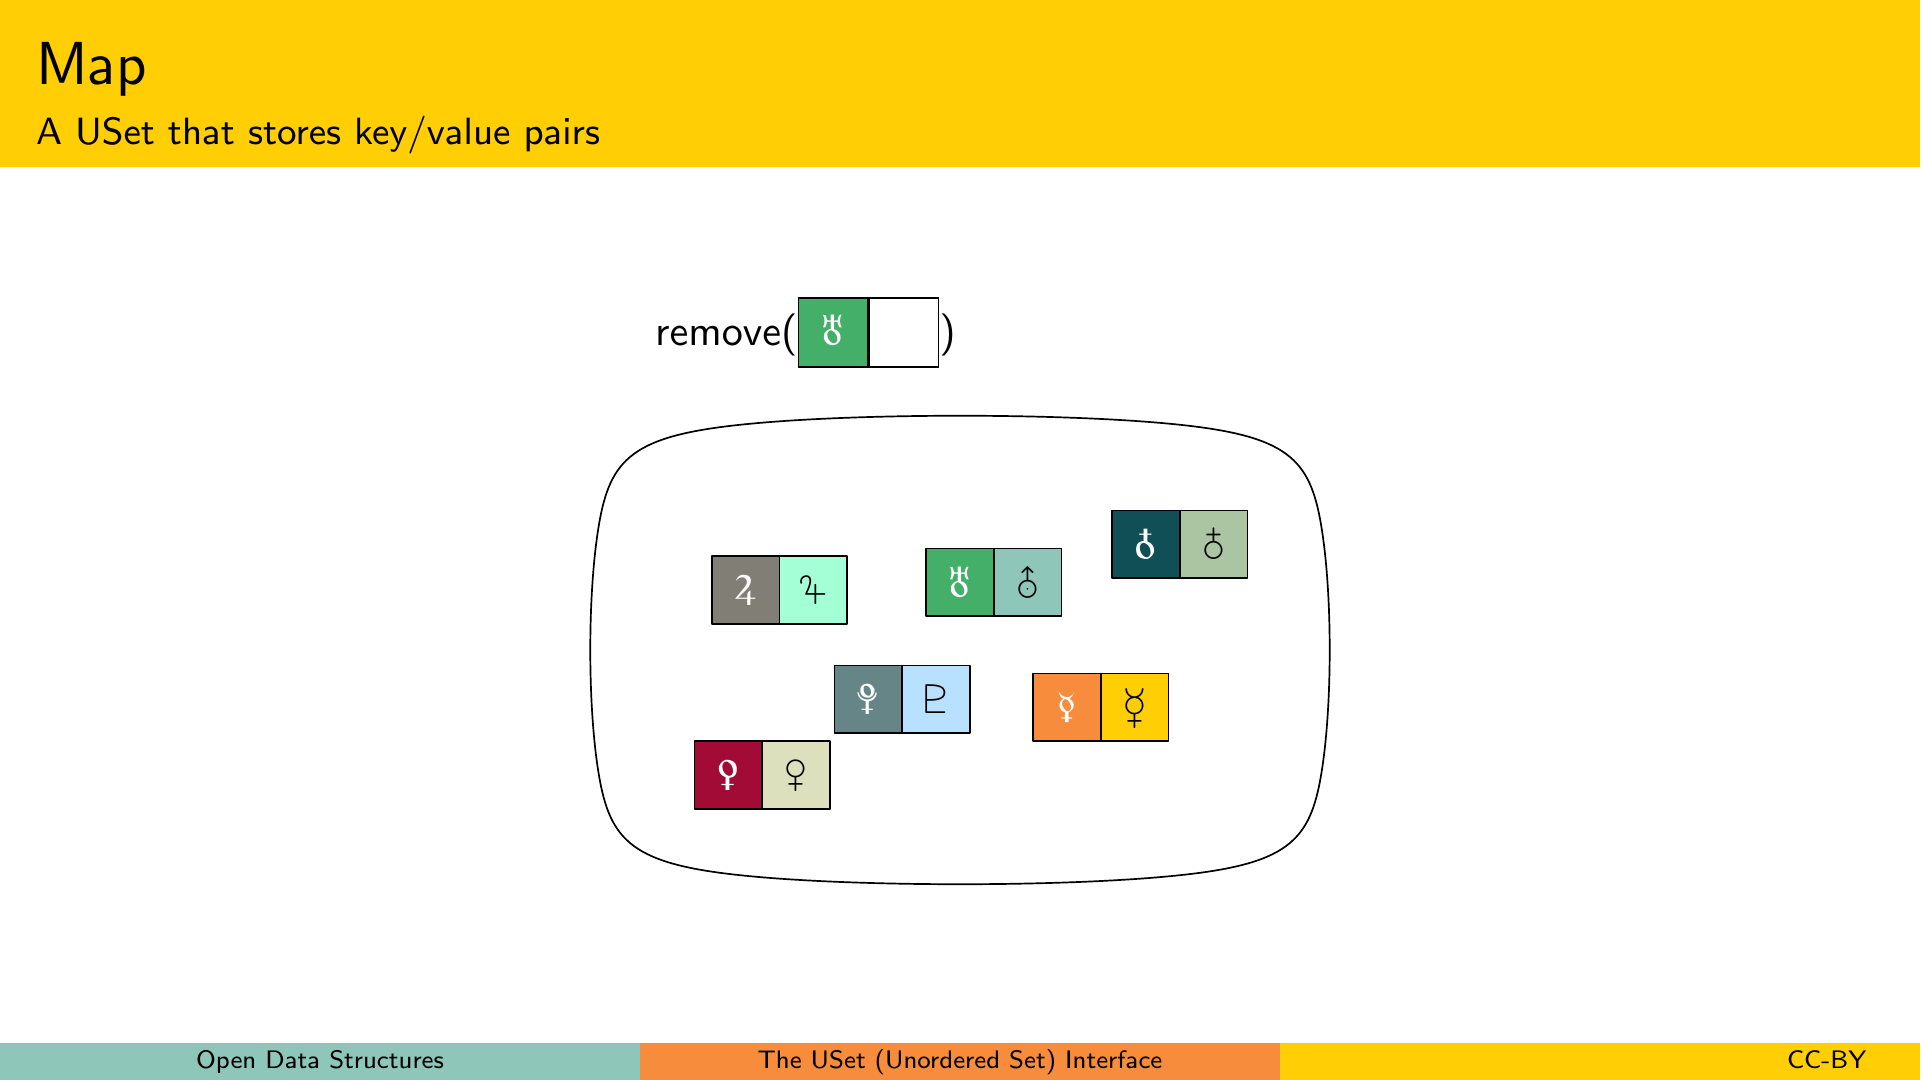 Map
A USet that stores key/value pairs
remove(♅ )
♁ ♁
♅ ⛢
♃ ♃
♇ ♇
☿ ☿
♀ ♀
Open Data Structures
The USet (Unordered Set) Interface
CC-BY